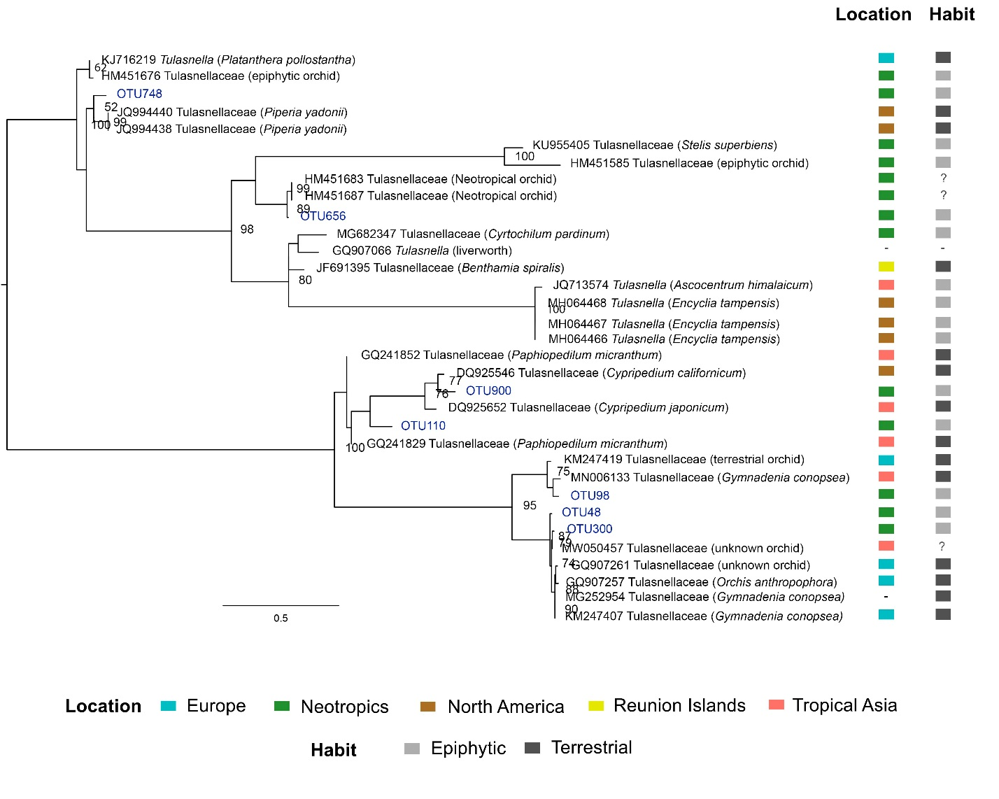 Location Habit
KJ716219 Tulasnella (Platanthera pollostantha)
62
HM451676 Tulasnellaceae (epiphytic orchid)
OTU748
52
JQ994440 Tulasnellaceae (Piperia yadonii)
100 99
JQ994438 Tulasnellaceae (Piperia yadonii)
KU955405 Tulasnellaceae (Stelis superbiens)
100
HM451585 Tulasnellaceae (epiphytic orchid)
HM451683 Tulasnellaceae (Neotropical orchid) ?
99
HM451687 Tulasnellaceae (Neotropical orchid) ?
89
OTU656
98
MG682347 Tulasnellaceae (Cyrtochilum pardinum)
GQ907066 Tulasnella (liverworth) - -
JF691395 Tulasnellaceae (Benthamia spiralis)
80
JQ713574 Tulasnella (Ascocentrum himalaicum)
MH064468 Tulasnella (Encyclia tampensis)
100
MH064467 Tulasnella (Encyclia tampensis)
MH064466 Tulasnella (Encyclia tampensis)
GQ241852 Tulasnellaceae (Paphiopedilum micranthum)
DQ925546 Tulasnellaceae (Cypripedium californicum)
77
76
OTU900
DQ925652 Tulasnellaceae (Cypripedium japonicum)
OTU110
100
GQ241829 Tulasnellaceae (Paphiopedilum micranthum)
KM247419 Tulasnellaceae (terrestrial orchid)
75
MN006133 Tulasnellaceae (Gymnadenia conopsea)
OTU98
95
OTU48
OTU300
87
79
MW050457 Tulasnellaceae (unknown orchid) ?
74
GQ907261 Tulasnellaceae (unknown orchid)
GQ907257 Tulasnellaceae (Orchis anthropophora)
88
MG252954 Tulasnellaceae (Gymnadenia conopsea) -
90
KM247407 Tulasnellaceae (Gymnadenia conopsea)
0.5
Location Europe Neotropics North America Reunion Islands Tropical Asia
Habit Epiphytic Terrestrial